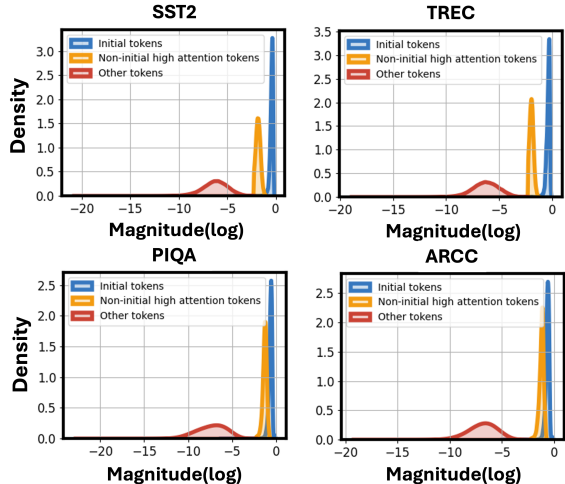 SST2
Density
3.0
2.5
2.0
1.5
1.0
0.5
0.0
Initial tokens
Non-initial high attention tokens
Other tokens
−20 −15 −10 −5 0
Magnitude(log)
TREC
3.5
3.0
2.5
2.0
1.5
1.0
0.5
0.0
Initial tokens
Non-initial high attention tokens
Other tokens
−20 −15 −10 −5 0
Magnitude(log)
PIQA
Density
2.5
2.0
1.5
1.0
0.5
0.0
Initial tokens
Non-initial high attention tokens
Other tokens
−20 −15 −10 −5 0
Magnitude(log)
ARCC
2.5
2.0
1.5
1.0
0.5
0.0
Initial tokens
Non-initial high attention tokens
Other tokens
−20 −15 −10 −5 0
Magnitude(log)